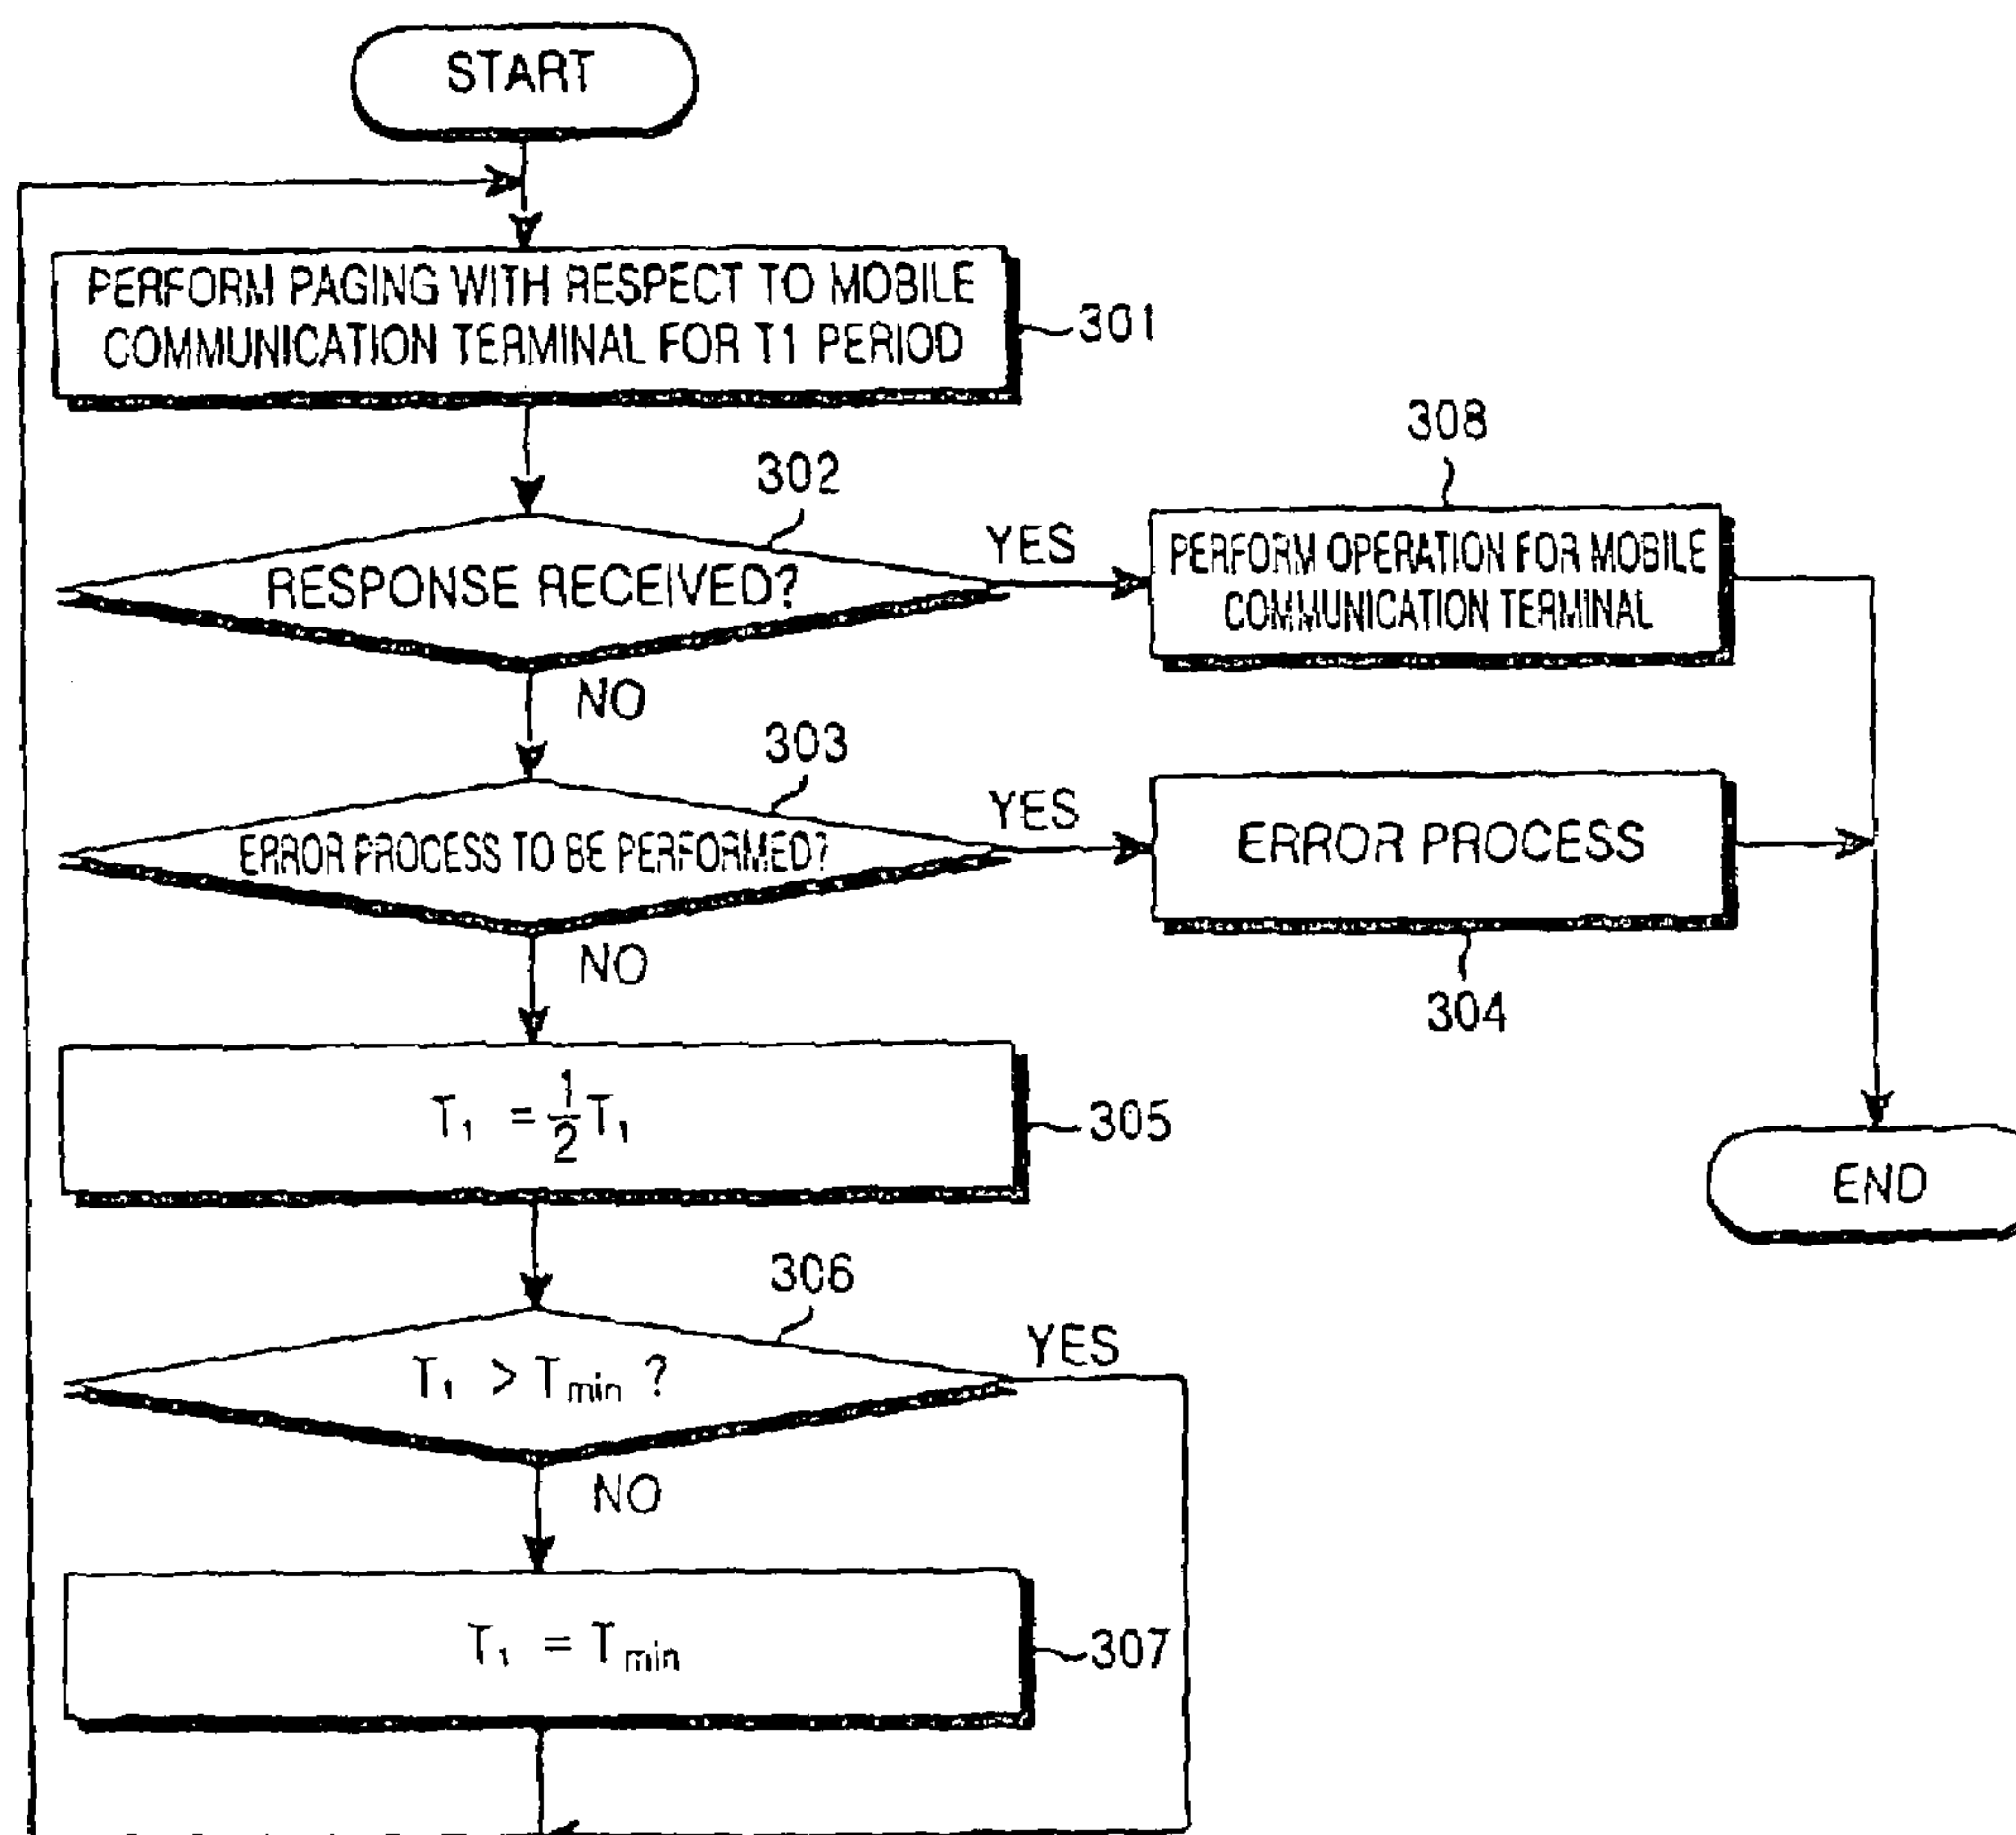 START
PERFORM PAGING WITH RESPECT TO MOBILE
COMMUNICATION TERMINAL FOR T1 PERIOD
301
302
RESPONSE RECEIVED?
YES
NO
308
PERFORM OPERATION FOR MOBILE
COMMUNICATION TERMINAL
303
ERROR PROCESS TO BE PERFORMED?
YES
NO
ERROR PROCESS
304
T₁ = 1/2 T₁
305
END
306
T₁ > Tmin ?
YES
NO
T₁ = Tmin
307